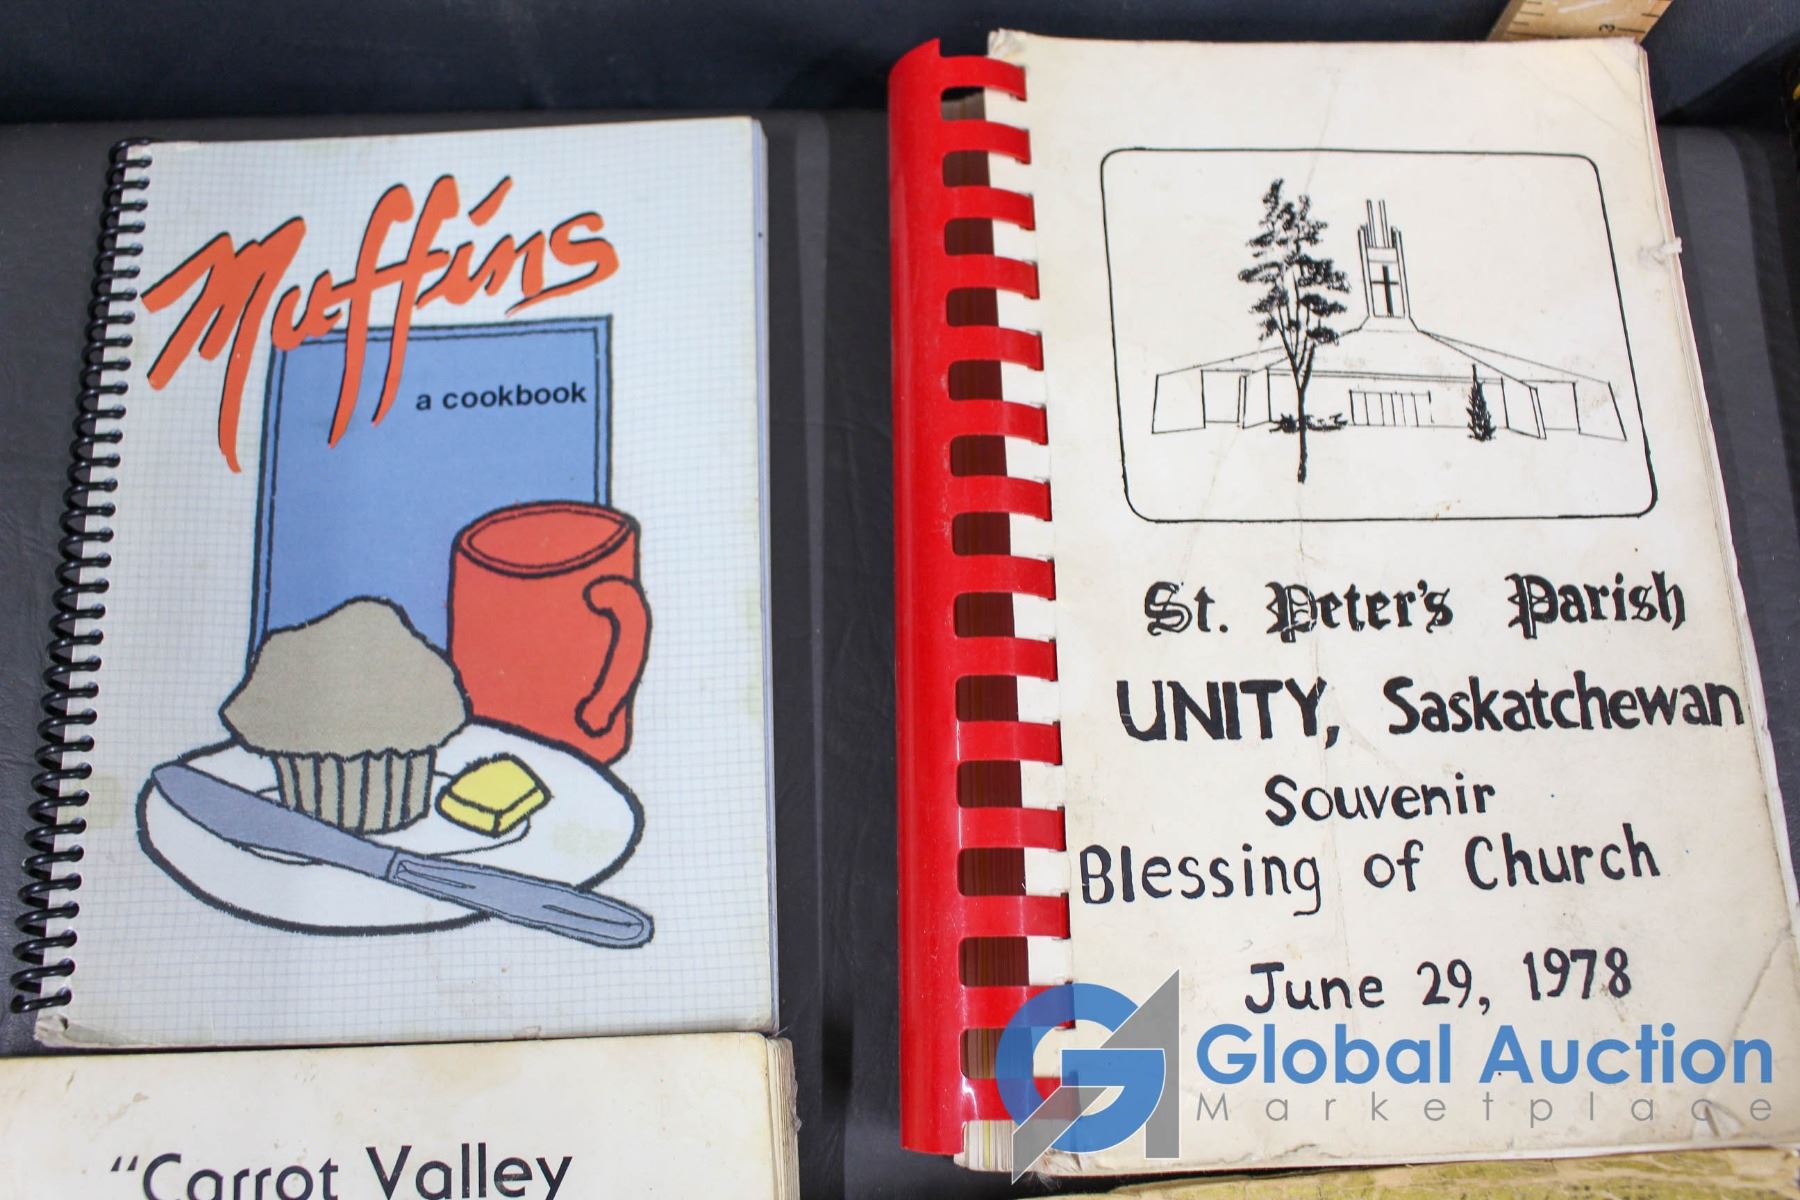 Muffins
a cookbook
"Carrot Valley
St. Peter's Parish
UNITY, Saskatchewan
Souvenir
Blessing of Church
June 29, 1978
Global Auction
Marketplace